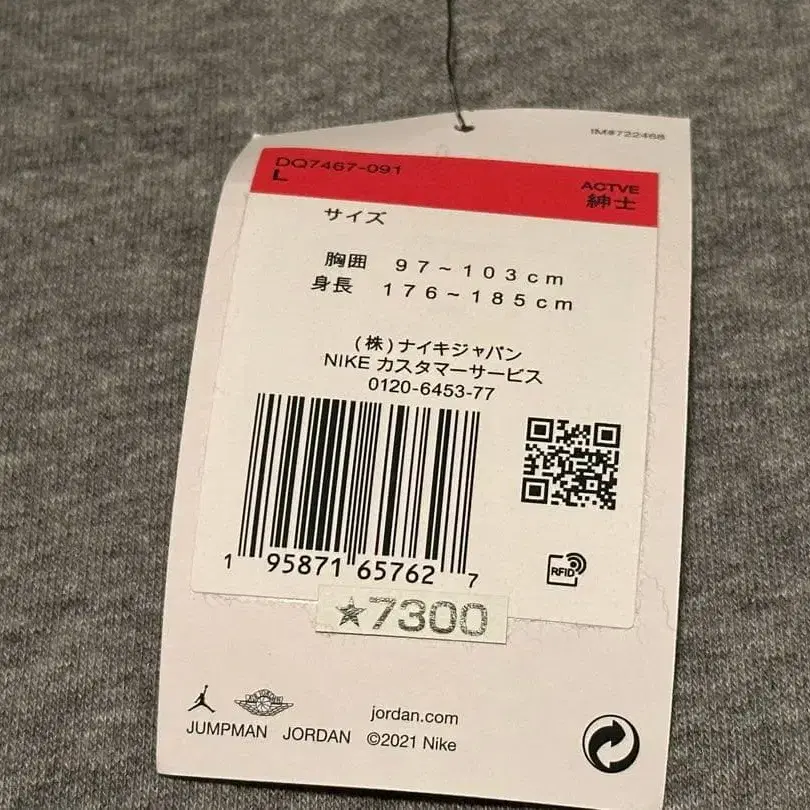 IM#722468
DQ7467-091
L
ACTVE
紳士
サイズ
胸囲 97~103cm
身長 176~185cm
(株)ナイキジャパン
NIKE カスタマーサービス
0120-6453-77
1 95871 65762 7
RFID
★7300
jordan.com
JUMPMAN JORDAN ©2021 Nike